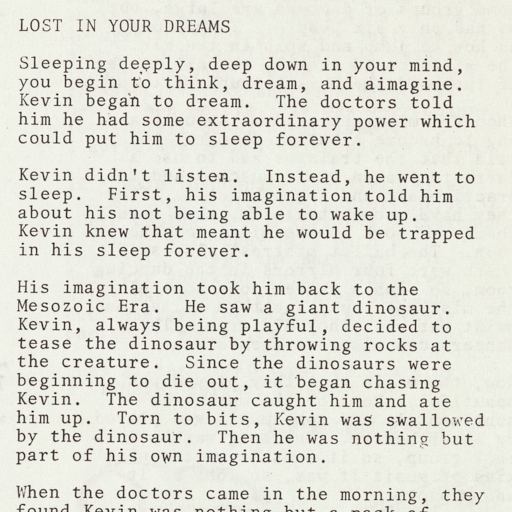 LOST IN YOUR DREAMS
Sleeping deeply, deep down in your mind,
you begin to think, dream, and aimagine.
Kevin began to dream.  The doctors told
him he had some extraordinary power which
could put him to sleep forever.
Kevin didn't listen.  Instead, he went to
sleep.  First, his imagination told him
about his not being able to wake up.
Kevin knew that meant he would be trapped
in his sleep forever.
His imagination took him back to the
Mesozoic Era.  He saw a giant dinosaur.
Kevin, always being playful, decided to
tease the dinosaur by throwing rocks at
the creature.  Since the dinosaurs were
beginning to die out, it began chasing
Kevin.  The dinosaur caught him and ate
him up.  Torn to bits, Kevin was swallowed
by the dinosaur.  Then he was nothing but
part of his own imagination.
When the doctors came in the morning, they
found Kevin was nothing but a pack of